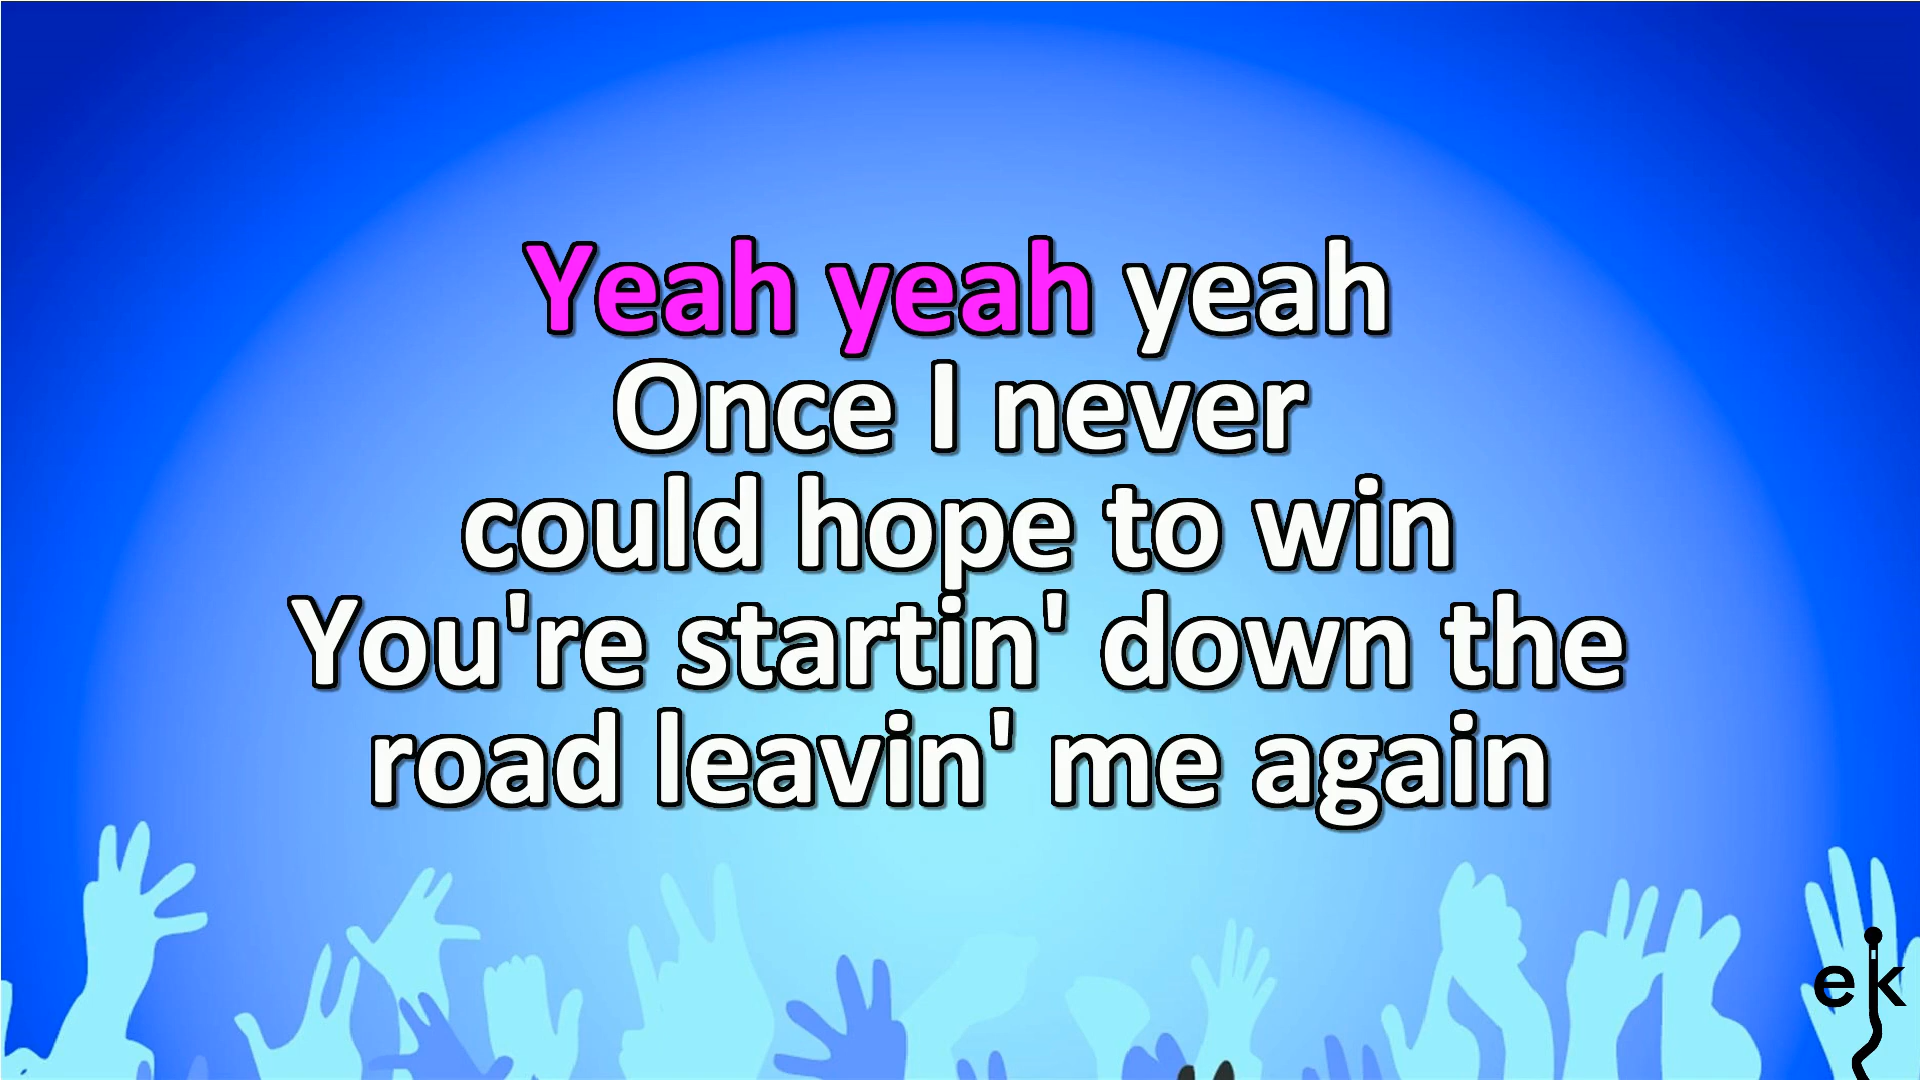 Yeah yeah yeah
Once I never
could hope to win
You're startin' down the
road leavin' me again
ek